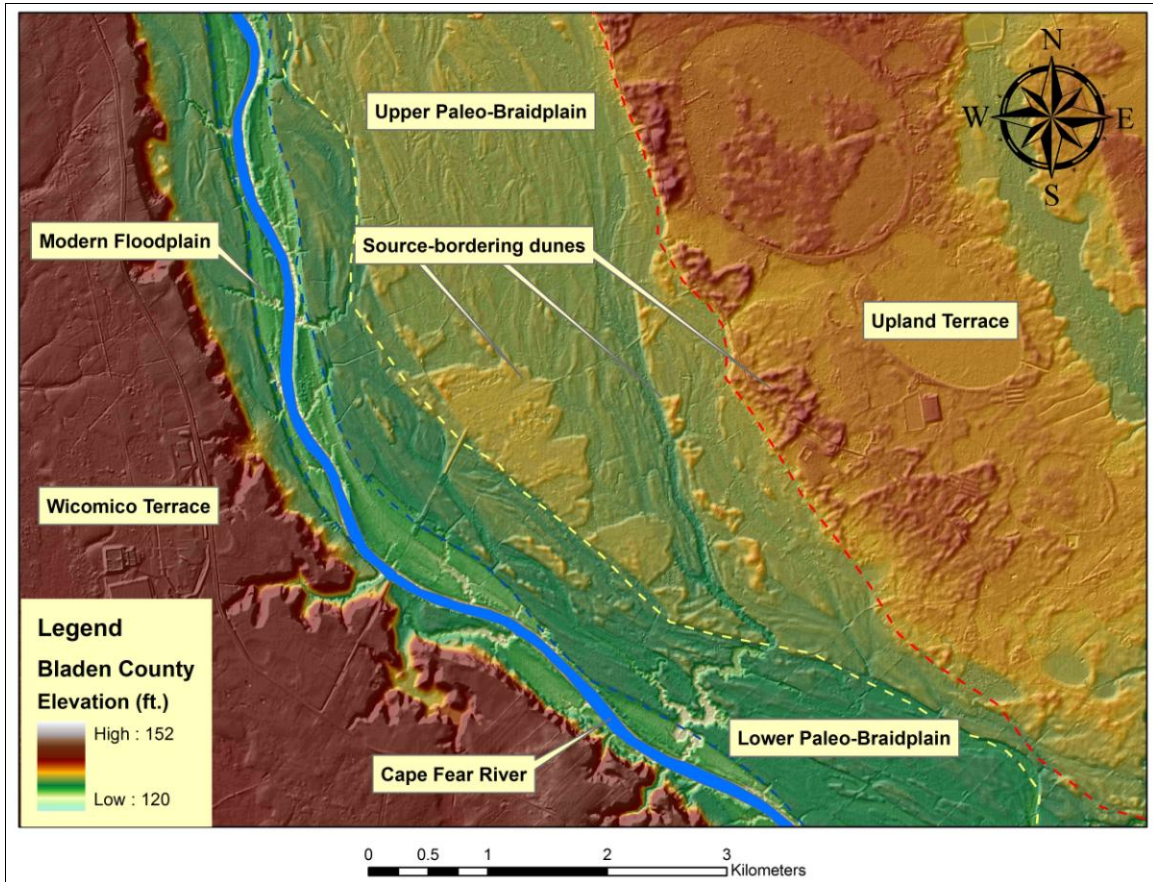 N
W E
S
Upper Paleo-Braidplain
Modern Floodplain
Source-bordering dunes
Upland Terrace
Wicomico Terrace
Lower Paleo-Braidplain
Cape Fear River
Legend
Bladen County
Elevation (ft.)
High : 152
Low : 120
0 0.5 1 2 3
Kilometers